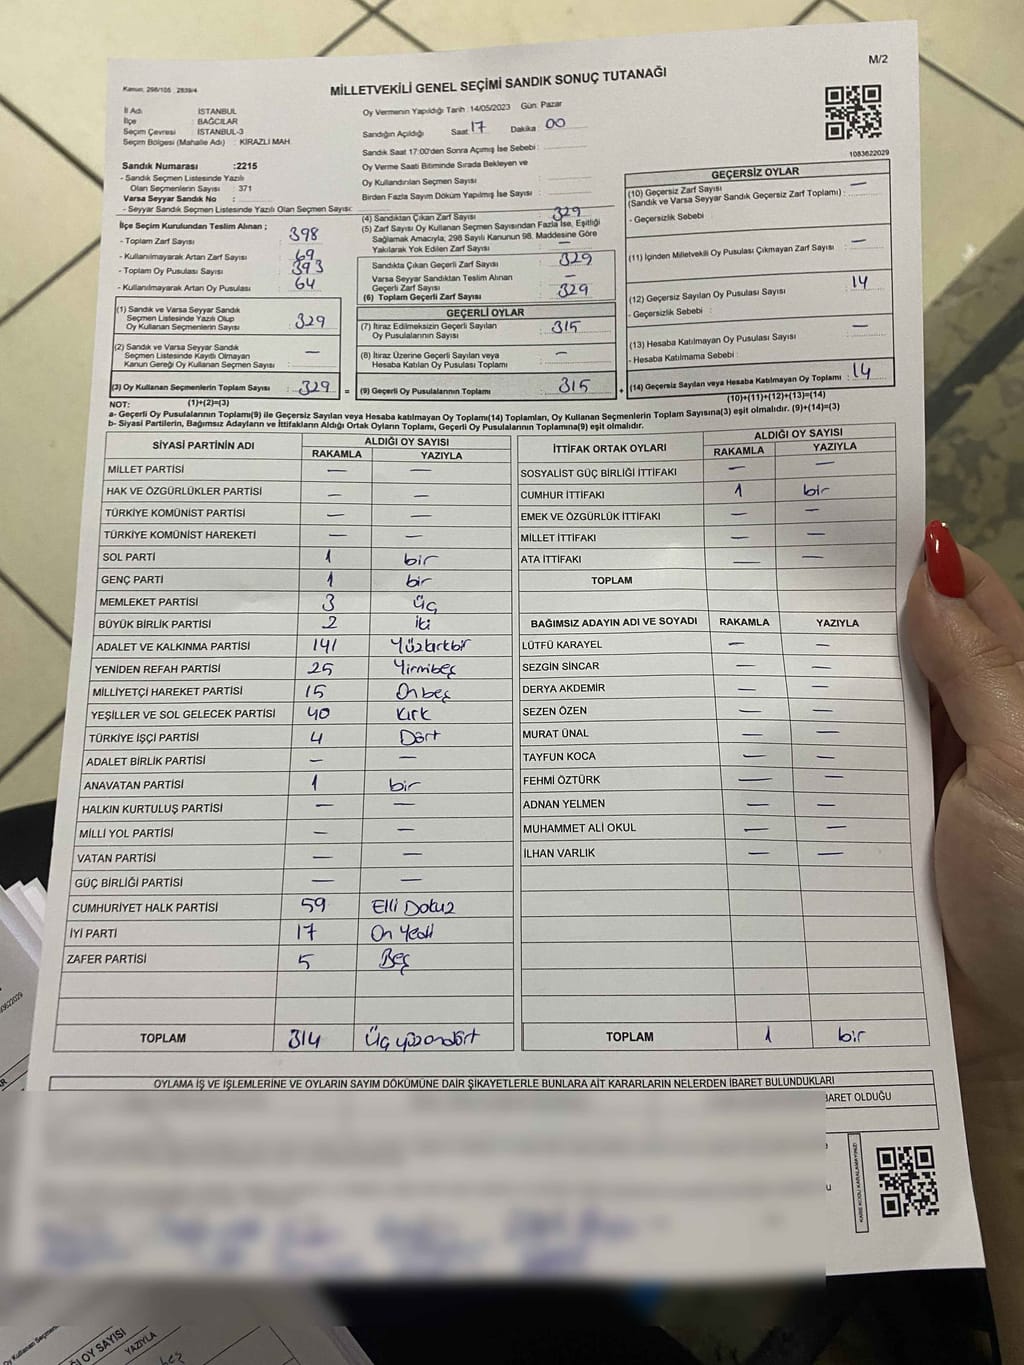 M/2
Kanun, 298/105 2839/4
MİLLETVEKİLİ GENEL SEÇİMİ SANDIK SONUÇ TUTANAĞI
İl Adı : İSTANBUL
İlçe : BAĞCILAR
Seçim Çevresi : İSTANBUL-3
Seçim Bölgesi (Mahalle Adı) : KİRAZLI MAH.
Sandık Numarası :2215
- Sandık Seçmen Listesinde Yazılı
Olan Seçmenlerin Sayısı : 371
Varsa Seyyar Sandık No :
- Seyyar Sandık Seçmen Listesinde Yazılı Olan Seçmen Sayısı:
İlçe Seçim Kurulundan Teslim Alınan ;
- Toplam Zarf Sayısı : 398
- Kullanılmayarak Artan Zarf Sayısı : 69
- Toplam Oy Pusulası Sayısı : 393
- Kullanılmayarak Artan Oy Pusulası : 64
(1) Sandık ve Varsa Seyyar Sandık
Seçmen Listesinde Yazılı Olup
Oy Kullanan Seçmenlerin Sayısı : 329
(2) Sandık ve Varsa Seyyar Sandık
Seçmen Listesinde Kayıtlı Olmayan
Kanun Gereği Oy Kullanan Seçmen Sayısı : —
(3) Oy Kullanan Seçmenlerin Toplam Sayısı : 329 =
(1)+(2)=(3)
Oy Vermenin Yapıldığı Tarih :14/05/2023 Gün: Pazar
Sandığın Açıldığı Saat 17 Dakika : 00
Sandık Saat 17:00'den Sonra Açımış İse Sebebi :
Oy Verme Saati Bitiminde Sırada Bekleyen ve
Oy Kullandırılan Seçmen Sayısı :
Birden Fazla Sayım Döküm Yapılmış İse Sayısı :
(4) Sandıktan Çıkan Zarf Sayısı : 329
(5) Zarf Sayısı Oy Kullanan Seçmen Sayısından Fazla İse, Eşitliği
Sağlamak Amacıyla, 298 Sayılı Kanunun 98. Maddesine Göre
Yakılarak Yok Edilen Zarf Sayısı : —
Sandıkta Çıkan Geçerli Zarf Sayısı : 329
Varsa Seyyar Sandıktan Teslim Alınan
Geçerli Zarf Sayısı : —
(6) Toplam Geçerli Zarf Sayısı : 329
GEÇERLİ OYLAR
(7) İtiraz Edilmeksizin Geçerli Sayılan
Oy Pusulalarının Sayısı : 315
(8) İtiraz Üzerine Geçerli Sayılan veya
Hesaba Katılan Oy Pusulası Toplamı : —
(9) Geçerli Oy Pusulalarının Toplamı : 315 +
1083622029
GEÇERSİZ OYLAR
(10) Geçersiz Zarf Sayısı
(Sandık ve Varsa Seyyar Sandık Geçersiz Zarf Toplamı) : —
- Geçersizlik Sebebi :
(11) İçinden Milletvekili Oy Pusulası Çıkmayan Zarf Sayısı : —
(12) Geçersiz Sayılan Oy Pusulası Sayısı : 14
- Geçersizlik Sebebi :
(13) Hesaba Katılmayan Oy Pusulası Sayısı : —
- Hesaba Katılmama Sebebi :
(14) Geçersiz Sayılan veya Hesaba Katılmayan Oy Toplamı : 14
(10)+(11)+(12)+(13)=(14)
NOT:
a- Geçerli Oy Pusulalarının Toplamı(9) ile Geçersiz Sayılan veya Hesaba katılmayan Oy Toplamı(14) Toplamları, Oy Kullanan Seçmenlerin Toplam Sayısına(3) eşit olmalıdır. (9)+(14)=(3)
b- Siyasi Partilerin, Bağımsız Adayların ve İttifakların Aldığı Ortak Oyların Toplamı, Geçerli Oy Pusulalarının Toplamına(9) eşit olmalıdır.
SİYASİ PARTİNİN ADI ALDIĞI OY SAYISI
RAKAMLA YAZIYLA
MİLLET PARTİSİ — —
HAK VE ÖZGÜRLÜKLER PARTİSİ — —
TÜRKİYE KOMÜNİST PARTİSİ — —
TÜRKİYE KOMÜNİST HAREKETİ — —
SOL PARTİ 1 bir
GENÇ PARTİ 1 bir
MEMLEKET PARTİSİ 3 üç
BÜYÜK BİRLİK PARTİSİ 2 iki
ADALET VE KALKINMA PARTİSİ 141 Yüzkırkbir
YENİDEN REFAH PARTİSİ 25 Yirmibeş
MİLLİYETÇİ HAREKET PARTİSİ 15 Onbeş
YEŞİLLER VE SOL GELECEK PARTİSİ 40 Kırk
TÜRKİYE İŞÇİ PARTİSİ 4 Dört
ADALET BİRLİK PARTİSİ — —
ANAVATAN PARTİSİ 1 bir
HALKIN KURTULUŞ PARTİSİ — —
MİLLİ YOL PARTİSİ — —
VATAN PARTİSİ — —
GÜÇ BİRLİĞİ PARTİSİ — —
CUMHURİYET HALK PARTİSİ 59 Elli Dokuz
İYİ PARTİ 17 On Yedi
ZAFER PARTİSİ 5 Beş
TOPLAM 314 Üç yüz ondört
İTTİFAK ORTAK OYLARI ALDIĞI OY SAYISI
RAKAMLA YAZIYLA
SOSYALİST GÜÇ BİRLİĞİ İTTİFAKI — —
CUMHUR İTTİFAKI 1 bir
EMEK VE ÖZGÜRLÜK İTTİFAKI — —
MİLLET İTTİFAKI — —
ATA İTTİFAKI — —
TOPLAM
BAĞIMSIZ ADAYIN ADI VE SOYADI RAKAMLA YAZIYLA
LÜTFÜ KARAYEL — —
SEZGİN SİNCAR — —
DERYA AKDEMİR — —
SEZEN ÖZEN — —
MURAT ÜNAL — —
TAYFUN KOCA — —
FEHMİ ÖZTÜRK — —
ADNAN YELMEN — —
MUHAMMET ALİ OKUL — —
İLHAN VARLIK — —
TOPLAM 1 bir
OYLAMA İŞ VE İŞLEMLERİNE VE OYLARIN SAYIM DÖKÜMÜNE DAİR ŞİKAYETLERLE BUNLARA AİT KARARLARIN NELERDEN İBARET BULUNDUKLARI
BARET OLDUĞU
KARE KODU KARALAMAYINIZ!
Oy Kullanan Seçmen
OY SAYISI
YAZIYLA